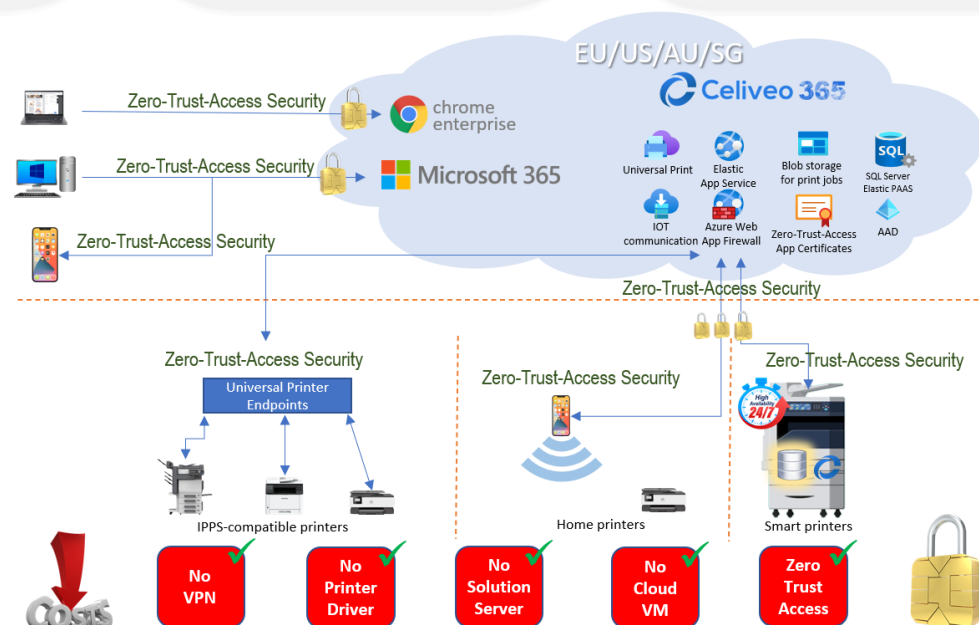 EU/US/AU/SG
Celiveo 365
Zero-Trust-Access Security
chrome
enterprise
Zero-Trust-Access Security
Microsoft 365
Universal Print
Elastic
App Service
Blob storage
for print jobs
SQL
SQL Server
Elastic PAAS
IOT
communication
Azure Web
App Firewall
Zero-Trust-Access
App Certificates
AAD
Zero-Trust-Access Security
Zero-Trust-Access Security
Zero-Trust-Access Security
Universal Printer
Endpoints
IPPS-compatible printers
Zero-Trust-Access Security
Home printers
Zero-Trust-Access Security
High
Availability
24/7
Smart printers
COSTS
No
VPN
No
Printer
Driver
No
Solution
Server
No
Cloud
VM
Zero
Trust
Access